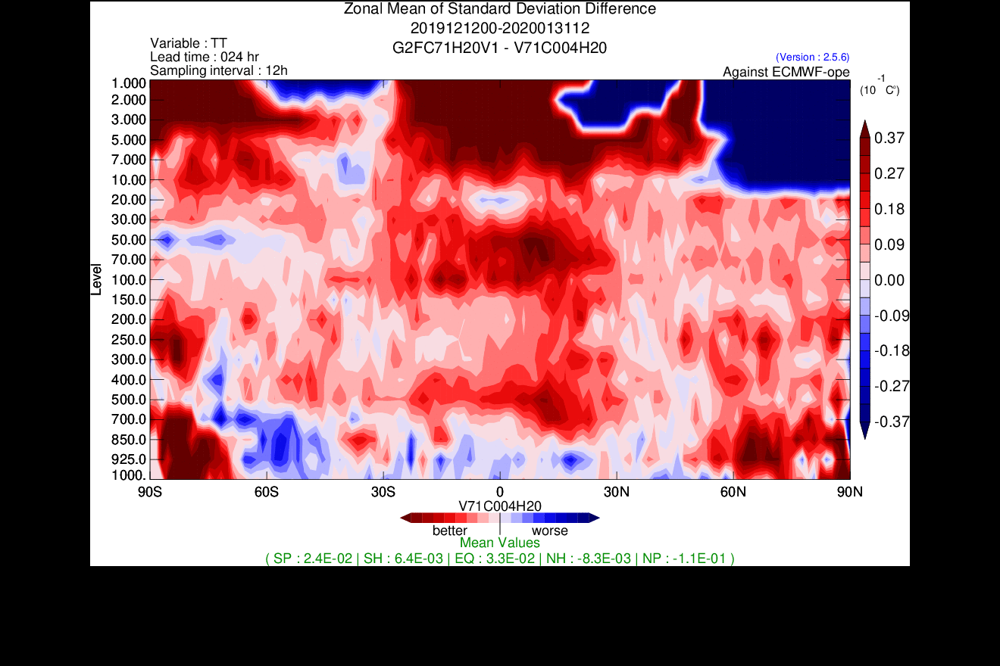 Zonal Mean of Standard Deviation Difference
2019121200-2020013112
G2FC71H20V1 - V71C004H20
Variable : TT
Lead time : 024 hr
Sampling interval : 12h
(Version : 2.5.6)
Against ECMWF-ope
(10 -1 C°)
Level
1.000
2.000
3.000
5.000
7.000
10.00
20.00
30.00
50.00
70.00
100.0
150.0
200.0
250.0
300.0
400.0
500.0
700.0
850.0
925.0
1000.
0.37
0.27
0.18
0.09
0.00
-0.09
-0.18
-0.27
-0.37
90S 60S 30S 0 30N 60N 90N
V71C004H20
better worse
Mean Values
( SP : 2.4E-02 | SH : 6.4E-03 | EQ : 3.3E-02 | NH : -8.3E-03 | NP : -1.1E-01 )